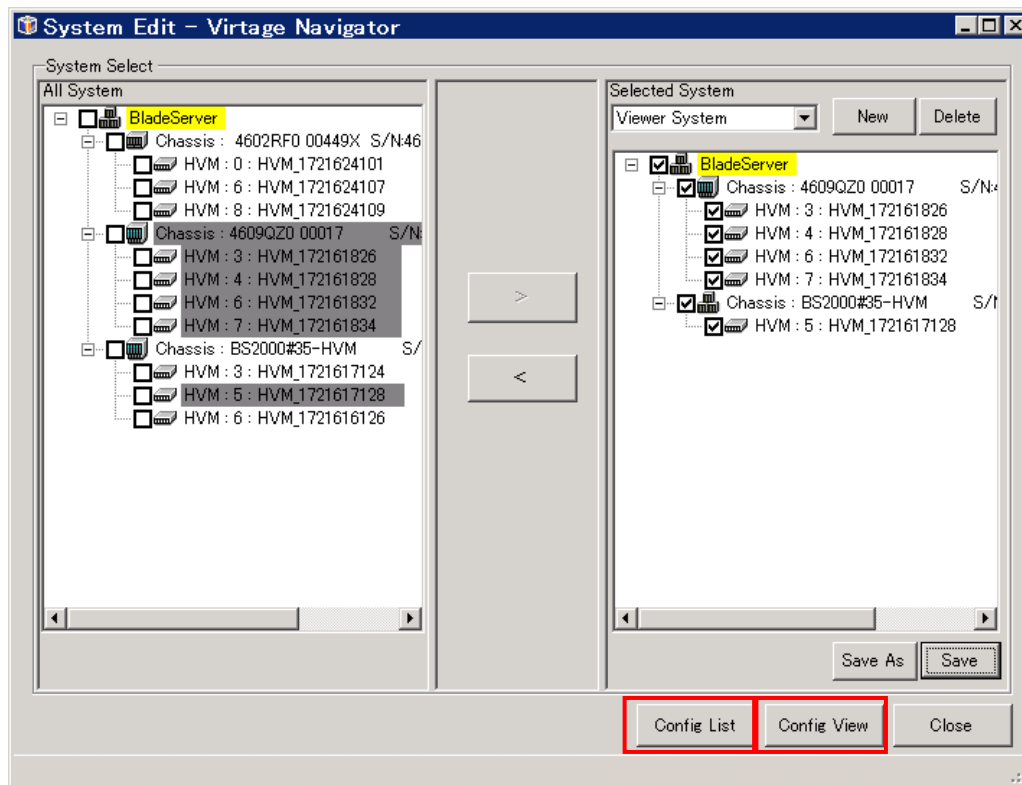 System Edit - Virtage Navigator
System Select
All System
BladeServer
Chassis : 4602RF0 00449X S/N:46
HVM : 0 : HVM_1721624101
HVM : 6 : HVM_1721624107
HVM : 8 : HVM_1721624109
Chassis : 4609QZ0 00017 S/N:
HVM : 3 : HVM_172161826
HVM : 4 : HVM_172161828
HVM : 6 : HVM_172161832
HVM : 7 : HVM_172161834
Chassis : BS2000#35-HVM S/
HVM : 3 : HVM_1721617124
HVM : 5 : HVM_1721617128
HVM : 6 : HVM_1721616126
>
<
Selected System
Viewer System
New
Delete
BladeServer
Chassis : 4609QZ0 00017 S/N:4
HVM : 3 : HVM_172161826
HVM : 4 : HVM_172161828
HVM : 6 : HVM_172161832
HVM : 7 : HVM_172161834
Chassis : BS2000#35-HVM S/N
HVM : 5 : HVM_1721617128
Save As
Save
Config List
Config View
Close